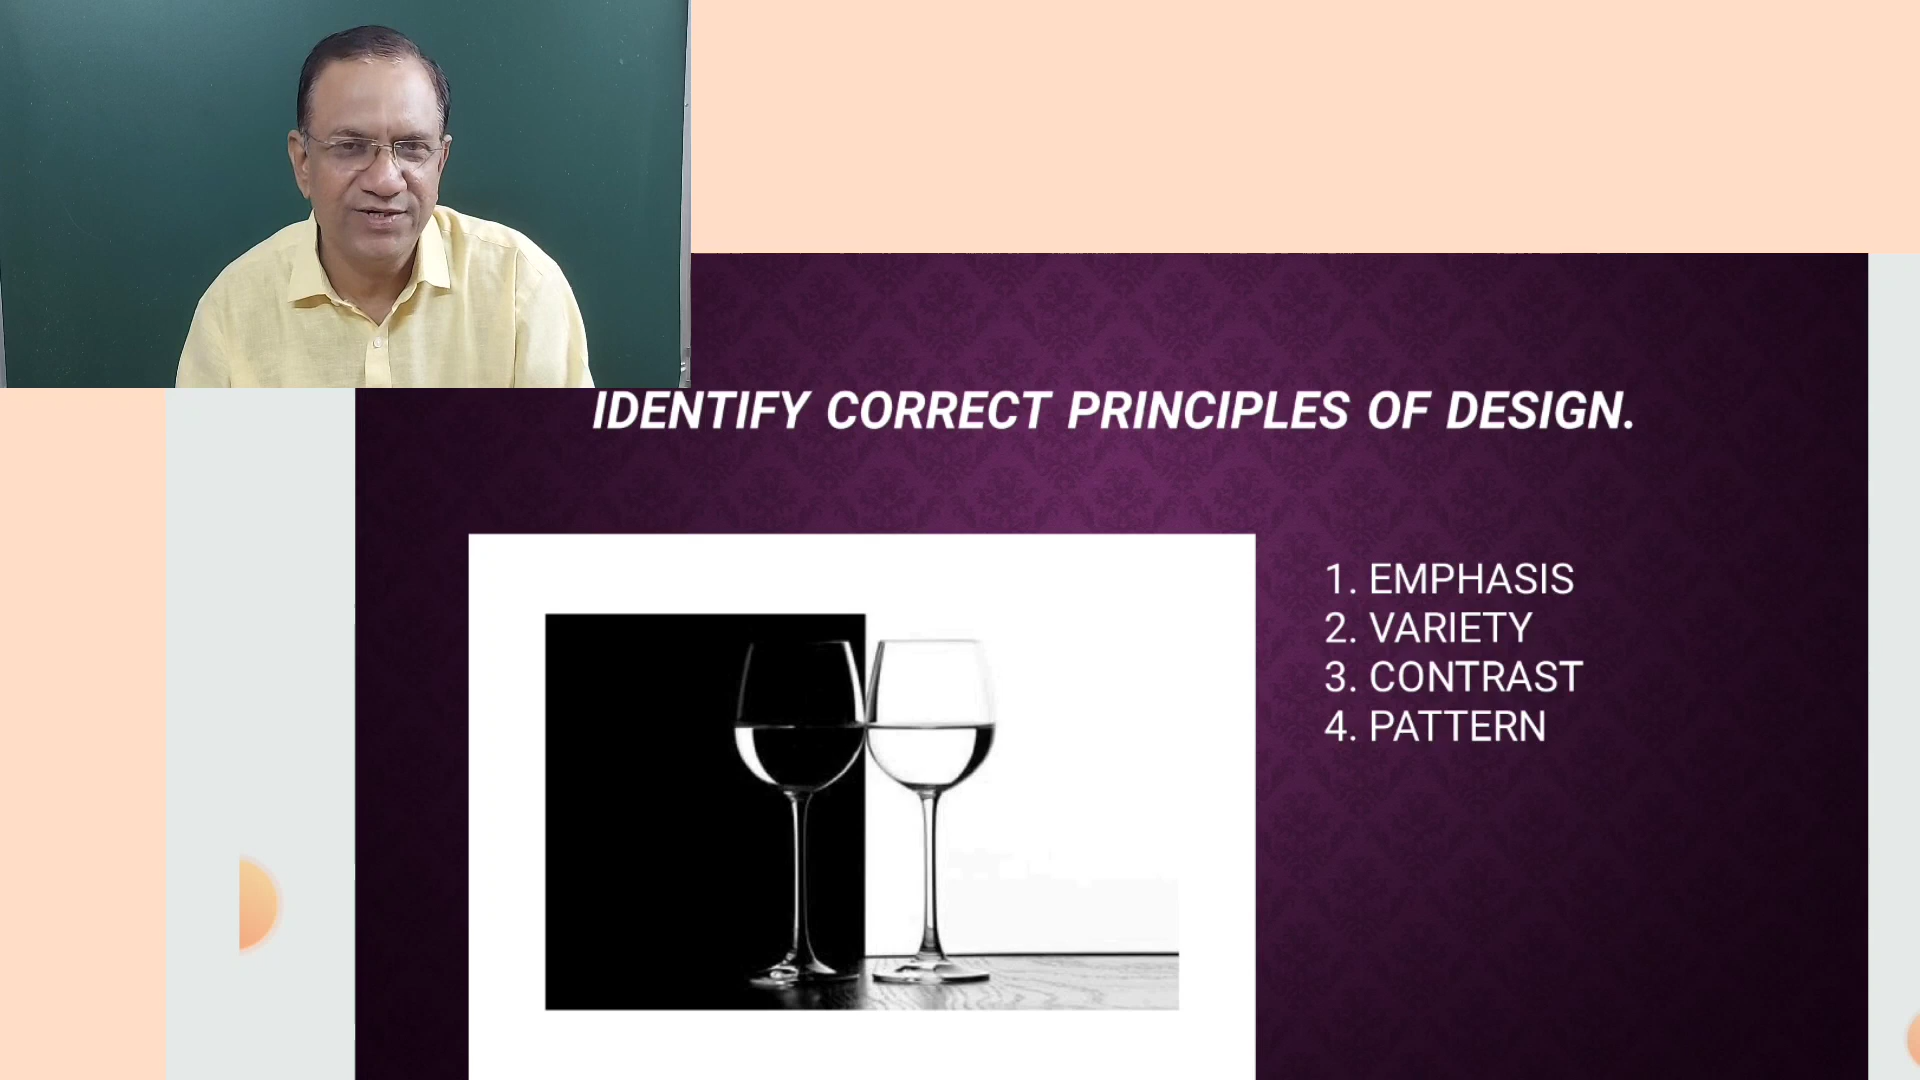 IDENTIFY CORRECT PRINCIPLES OF DESIGN.
1. EMPHASIS
2. VARIETY
3. CONTRAST
4. PATTERN